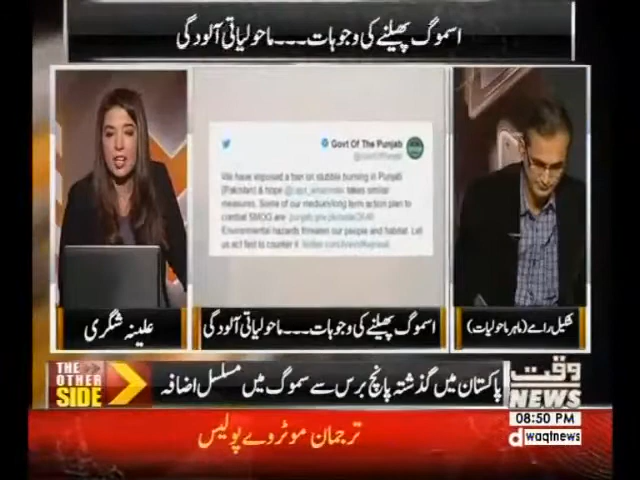 اسموگ پھیلنے کی وجوہات۔۔۔ماحولیاتی آلودگی
Govt Of The Punjab
We have imposed a ban on stubble burning in Punjab
(Pakistan) & hope takes similar
measures. Some of our medium/long term action plan to
combat SMOG are
Environmental hazards threaten our people and habitat. Let
us act fast to counter it
علینہ شگری
اسموگ پھیلنے کی وجوہات۔۔۔ماحولیاتی آلودگی
شکیل رامے (ماہر ماحولیات)
THE OTHER SIDE
پاکستان میں گذشتہ پانچ برس سے سموگ میں مسلسل اضافہ
وقت
NEWS
08:50 PM
waqtnews
ترجمان موٹروے پولیس